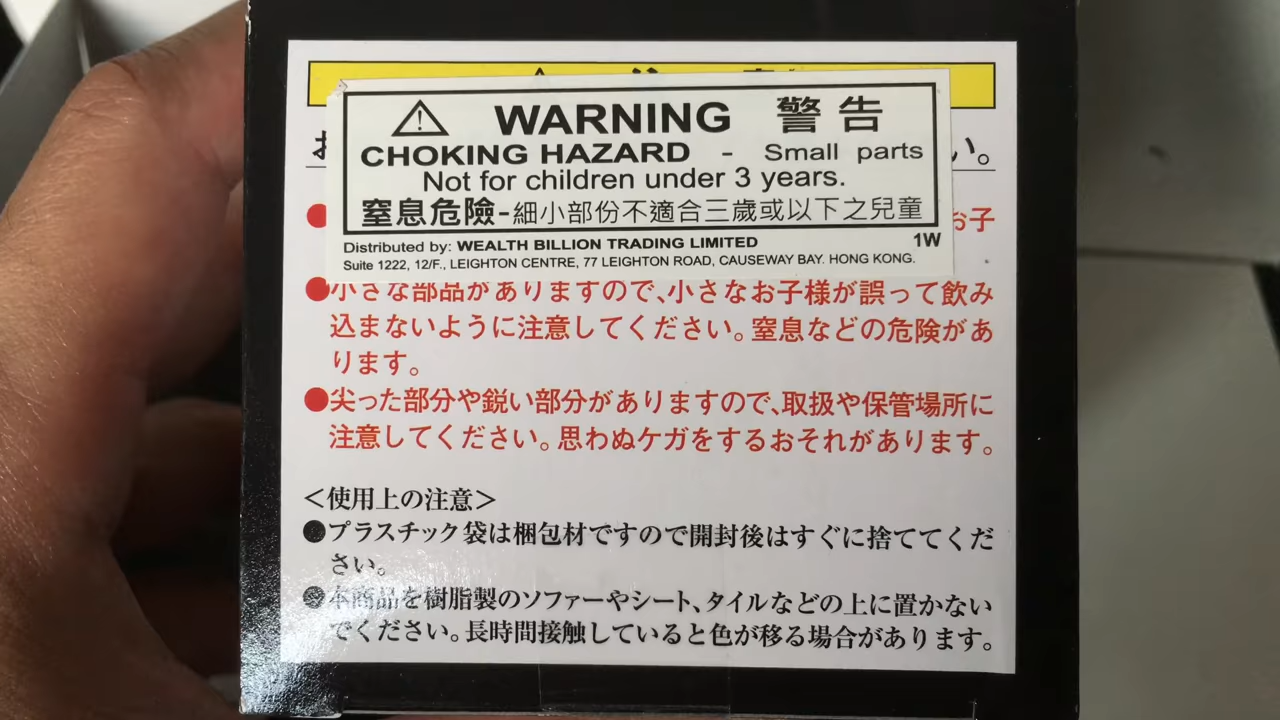 WARNING 警告
CHOKING HAZARD - Small parts
Not for children under 3 years.
窒息危險-細小部份不適合三歲或以下之兒童
Distributed by: WEALTH BILLION TRADING LIMITED 1W
Suite 1222, 12/F., LEIGHTON CENTRE, 77 LEIGHTON ROAD, CAUSEWAY BAY. HONG KONG.
い。
お子
●小さな部品がありますので、小さなお子様が誤って飲み
込まないように注意してください。窒息などの危険があ
ります。
●尖った部分や鋭い部分がありますので、取扱や保管場所に
注意してください。思わぬケガをするおそれがあります。
＜使用上の注意＞
●プラスチック袋は梱包材ですので開封後はすぐに捨ててくだ
さい。
●本商品を樹脂製のソファーやシート、タイルなどの上に置かない
でください。長時間接触していると色が移る場合があります。